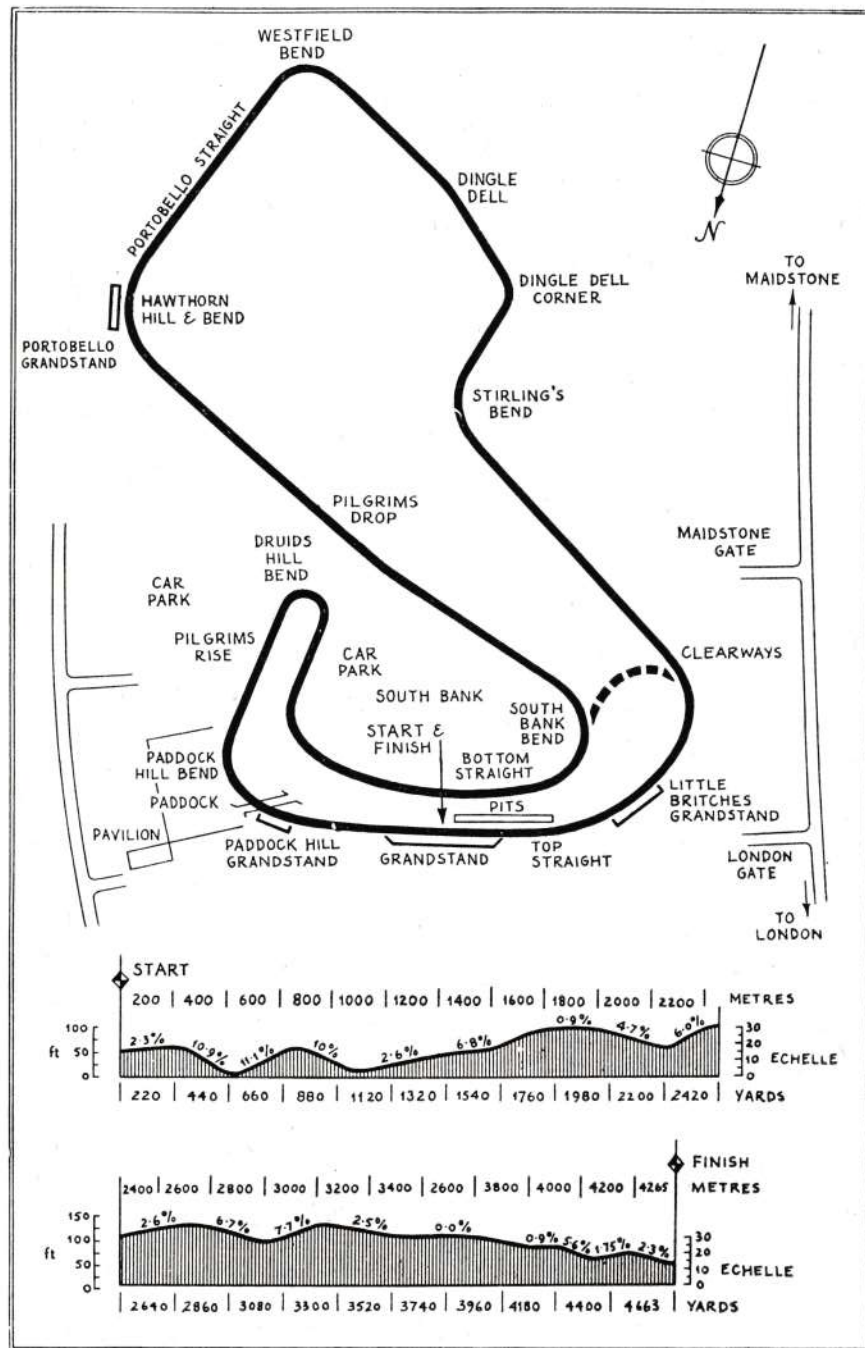 WESTFIELD
BEND
PORTOBELLO STRAIGHT
DINGLE
DELL
N
TO
MAIDSTONE
HAWTHORN
HILL & BEND
DINGLE DELL
CORNER
PORTOBELLO
GRANDSTAND
STIRLING'S
BEND
PILGRIMS
DROP
DRUIDS
HILL
BEND
MAIDSTONE
GATE
CAR
PARK
PILGRIMS
RISE
CAR
PARK
CLEARWAYS
SOUTH BANK
SOUTH
BANK
BEND
START &
FINISH
BOTTOM
STRAIGHT
PADDOCK
HILL BEND
PADDOCK
PITS
LITTLE
BRITCHES
GRANDSTAND
PAVILION
PADDOCK HILL
GRANDSTAND
GRANDSTAND
TOP
STRAIGHT
LONDON
GATE
TO
LONDON
START
200 400 600 800 1000 1200 1400 1600 1800 2000 2200 METRES
ft 100 50 0
2.3% 10.9% 11.1% 10% 2.6% 6.8% 0.9% 4.7% 6.0%
30 20 10 0 ECHELLE
220 440 660 880 1120 1320 1540 1760 1980 2200 2420 YARDS
FINISH
2400 2600 2800 3000 3200 3400 2600 3800 4000 4200 4265 METRES
ft 150 100 50 0
2.6% 6.7% 7.7% 2.5% 0.0% 0.9% 5.6% 1.75% 2.3%
30 20 10 0 ECHELLE
2640 2860 3080 3300 3520 3740 3960 4180 4400 4663 YARDS